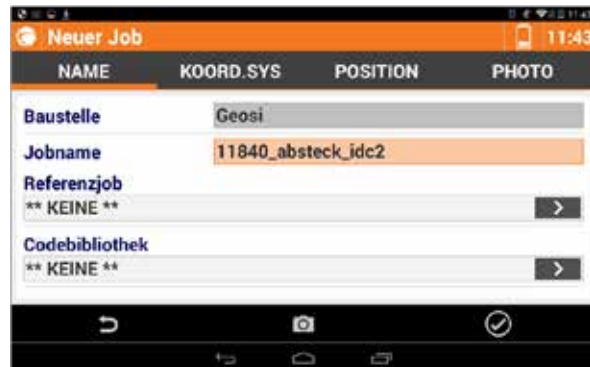 Neuer Job 11:43
NAME KOORD.SYS POSITION PHOTO
Baustelle Geosi
Jobname 11840_absteck_idc2
Referenzjob
** KEINE **
Codebibliothek
** KEINE **